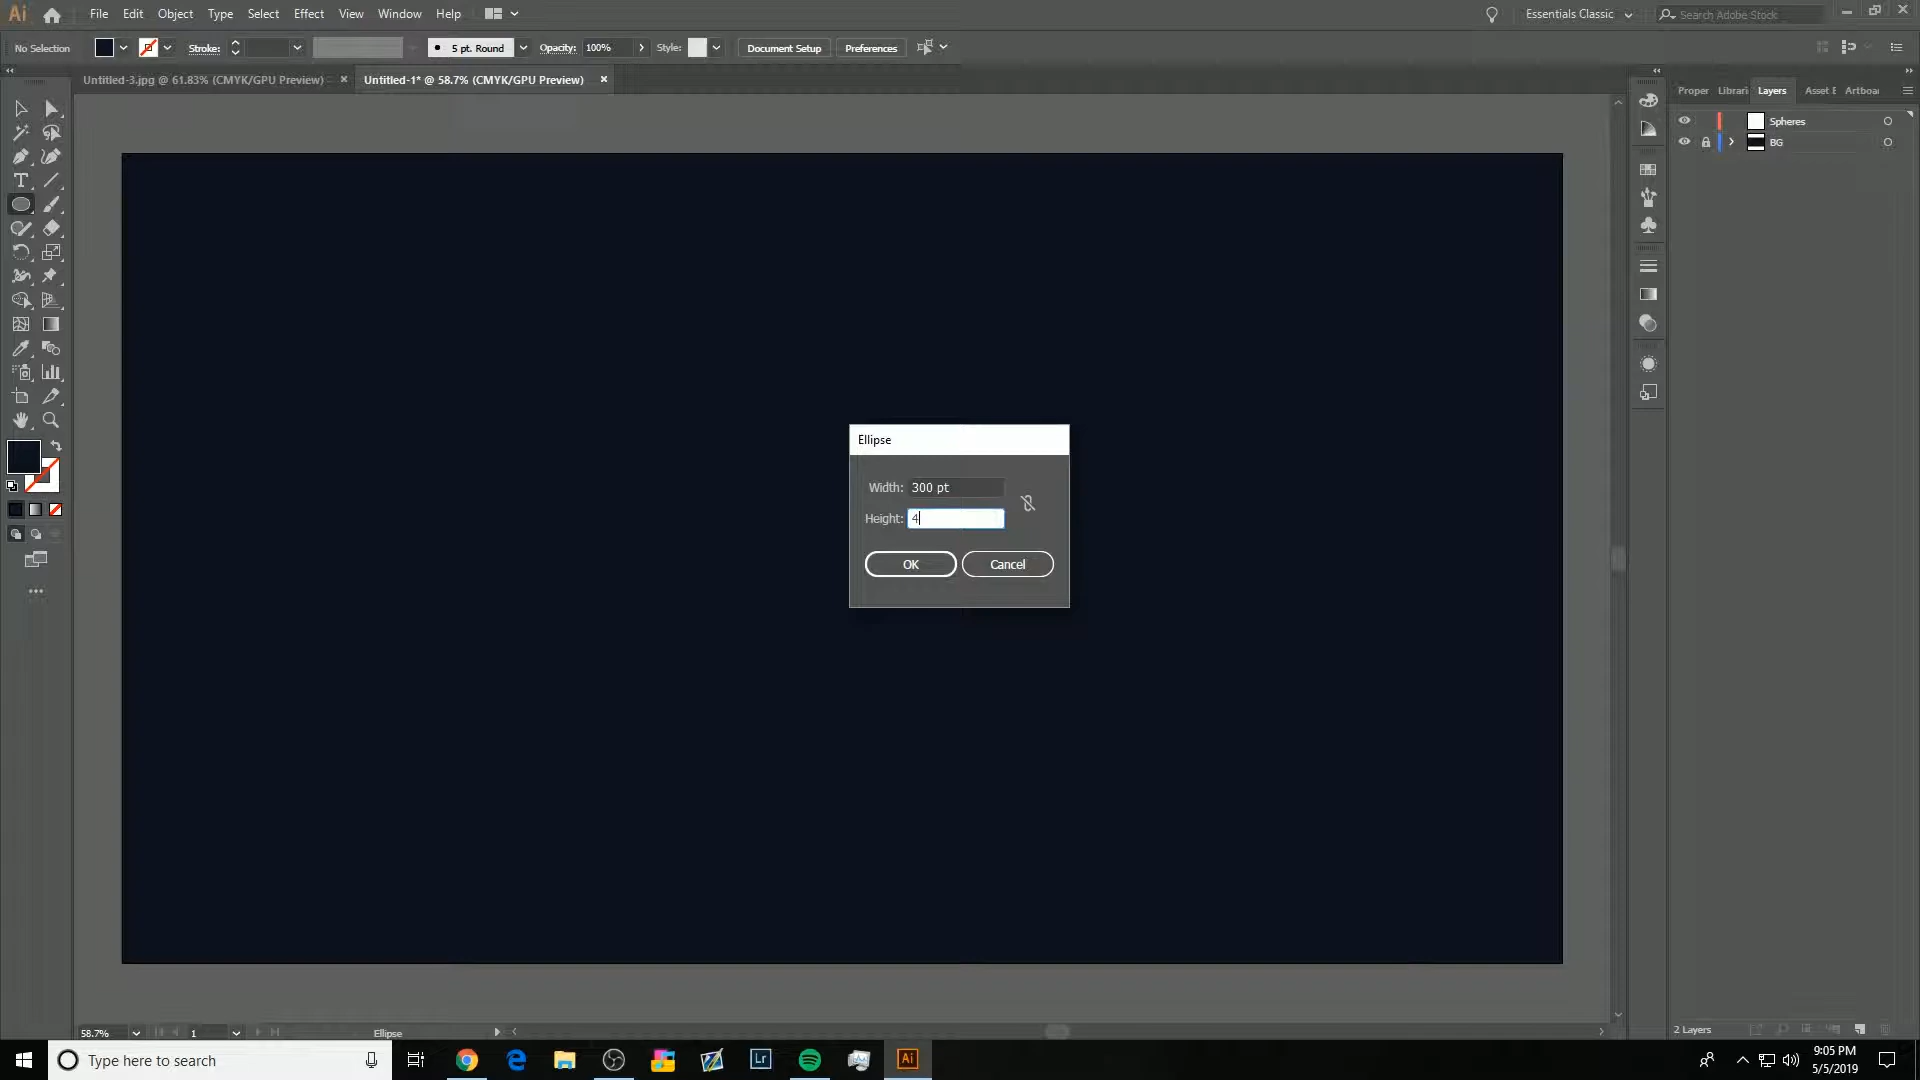 Ai File Edit Object Type Select Effect View Window Help Essentials Classic Search Adobe Stock
No Selection Stroke: 5 pt. Round Opacity: 100% Style: Document Setup Preferences
Untitled-3.jpg @ 61.83% (CMYK/GPU Preview) × Untitled-1* @ 58.7% (CMYK/GPU Preview) ×
Proper Librari Layers Asset E Artboa
Spheres
BG
Ellipse
Width: 300 pt
Height: 4
OK Cancel
58.7% 1 Ellipse 2 Layers
Type here to search Lr Ai 9:05 PM
5/5/2019